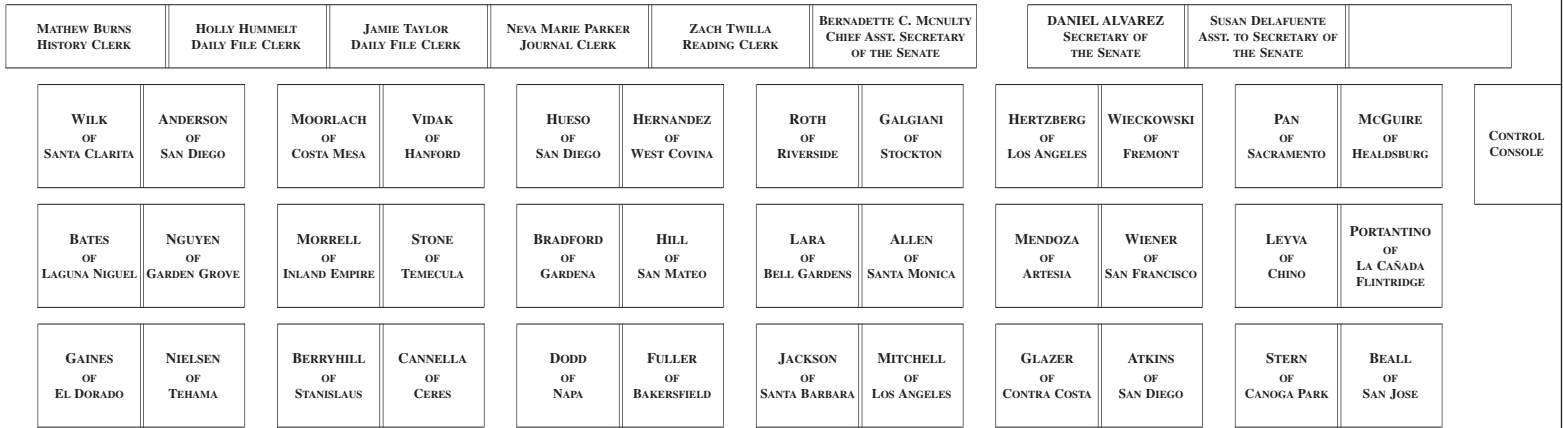 MATHEW BURNS
HISTORY CLERK
HOLLY HUMMELT
DAILY FILE CLERK
JAMIE TAYLOR
DAILY FILE CLERK
NEVA MARIE PARKER
JOURNAL CLERK
ZACH TWILLA
READING CLERK
BERNADETTE C. MCNULTY
CHIEF ASST. SECRETARY
OF THE SENATE
DANIEL ALVAREZ
SECRETARY OF
THE SENATE
SUSAN DELAFUENTE
ASST. TO SECRETARY OF
THE SENATE
WILK
OF
SANTA CLARITA
ANDERSON
OF
SAN DIEGO
MOORLACH
OF
COSTA MESA
VIDAK
OF
HANFORD
HUESO
OF
SAN DIEGO
HERNANDEZ
OF
WEST COVINA
ROTH
OF
RIVERSIDE
GALGIANI
OF
STOCKTON
HERTZBERG
OF
LOS ANGELES
WIECKOWSKI
OF
FREMONT
PAN
OF
SACRAMENTO
MCGUIRE
OF
HEALDSBURG
CONTROL
CONSOLE
BATES
OF
LAGUNA NIGUEL
NGUYEN
OF
GARDEN GROVE
MORRELL
OF
INLAND EMPIRE
STONE
OF
TEMECULA
BRADFORD
OF
GARDENA
HILL
OF
SAN MATEO
LARA
OF
BELL GARDENS
ALLEN
OF
SANTA MONICA
MENDOZA
OF
ARTESIA
WIENER
OF
SAN FRANCISCO
LEYVA
OF
CHINO
PORTANTINO
OF
LA CAÑADA
FLINTRIDGE
GAINES
OF
EL DORADO
NIELSEN
OF
TEHAMA
BERRYHILL
OF
STANISLAUS
CANNELLA
OF
CERES
DODD
OF
NAPA
FULLER
OF
BAKERSFIELD
JACKSON
OF
SANTA BARBARA
MITCHELL
OF
LOS ANGELES
GLAZER
OF
CONTRA COSTA
ATKINS
OF
SAN DIEGO
STERN
OF
CANOGA PARK
BEALL
OF
SAN JOSE